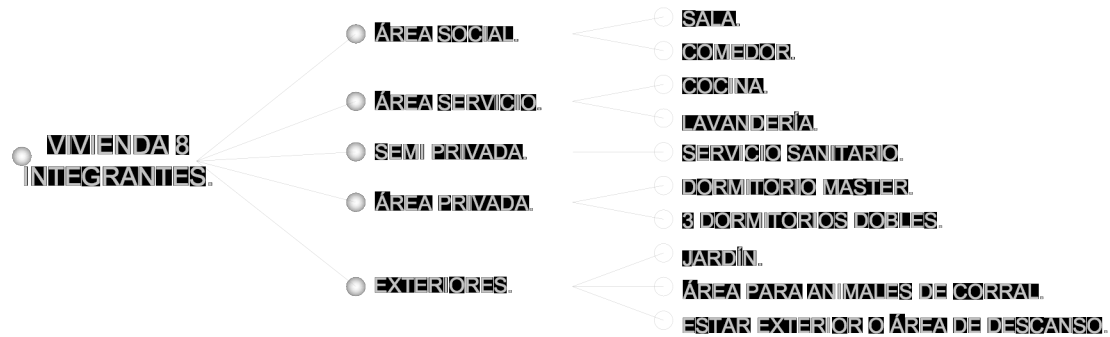 VIVIENDA 8
INTEGRANTES.
ÁREA SOCIAL.
SALA.
COMEDOR.
ÁREA SERVICIO.
COCINA.
LAVANDERÍA.
SEMI PRIVADA.
SERVICIO SANITARIO.
ÁREA PRIVADA.
DORMITORIO MASTER.
3 DORMITORIOS DOBLES.
EXTERIORES.
JARDÍN.
ÁREA PARA ANIMALES DE CORRAL.
ESTAR EXTERIOR O ÁREA DE DESCANSO.